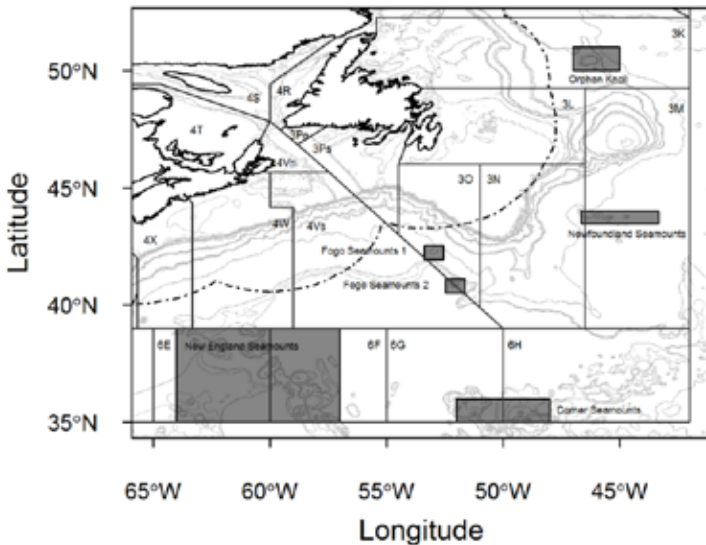 3K
50°N
Orphan Knoll
4S
4R
3L
3M
4T
3Pn
3Ps
4Vn
45°N
3O
3N
4W
4Vs
Newfoundland Seamounts
4X
Fogo Seamounts 1
Fogo Seamounts 2
40°N
6E
New England Seamounts
6F
6G
6H
Corner Seamounts
35°N
65°W
60°W
55°W
50°W
45°W
Latitude
Longitude